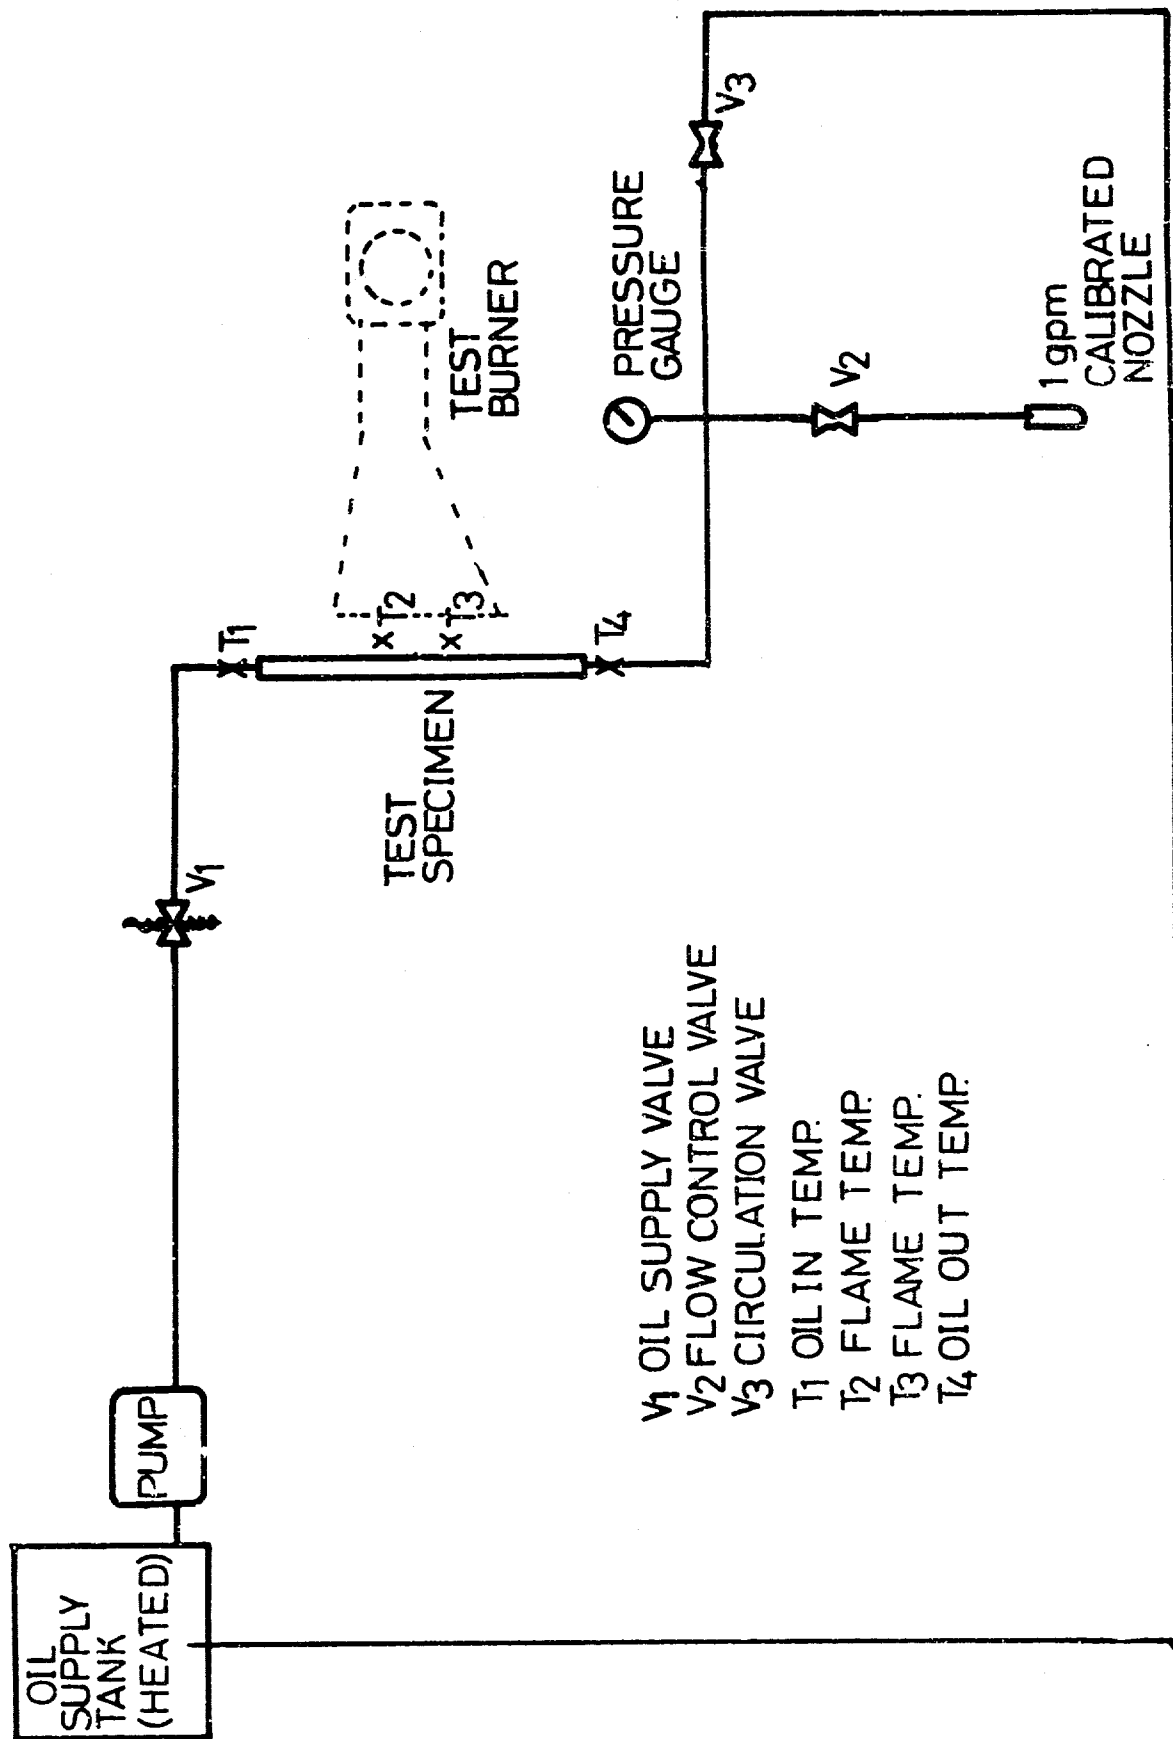 OIL
SUPPLY
TANK
(HEATED)
PUMP
V1
T1
TEST
SPECIMEN
T2
T3
T4
TEST
BURNER
PRESSURE
GAUGE
V3
V2
1 gpm
CALIBRATED
NOZZLE
V1 OIL SUPPLY VALVE
V2 FLOW CONTROL VALVE
V3 CIRCULATION VALVE
T1 OIL IN TEMP.
T2 FLAME TEMP.
T3 FLAME TEMP.
T4 OIL OUT TEMP.